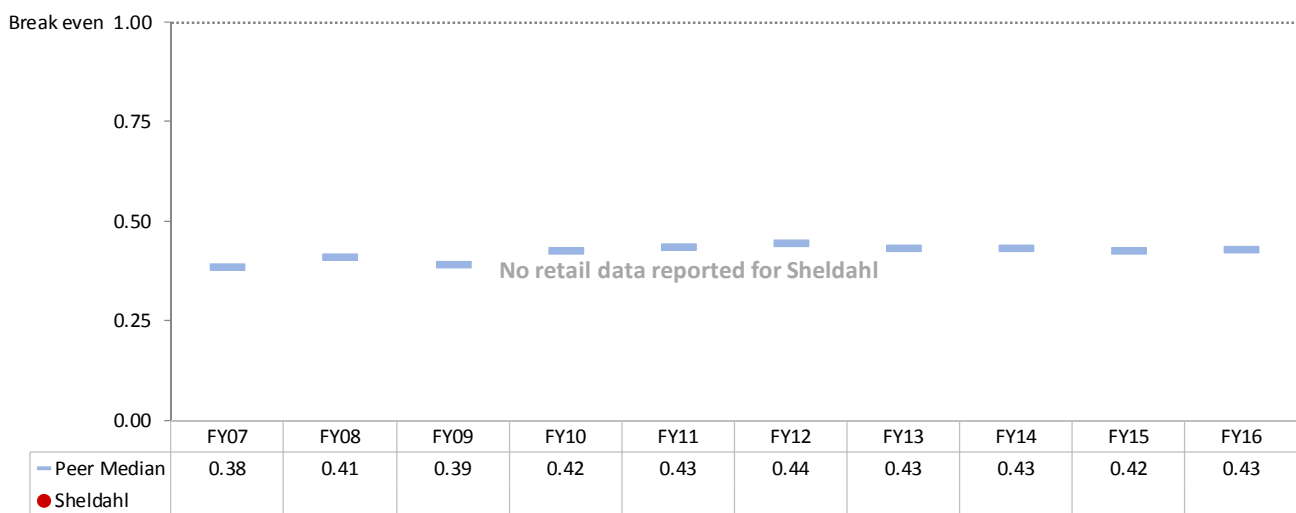 Break even 1.00
0.75
0.50
No retail data reported for Sheldahl
0.25
0.00
FY07 FY08 FY09 FY10 FY11 FY12 FY13 FY14 FY15 FY16
Peer Median 0.38 0.41 0.39 0.42 0.43 0.44 0.43 0.43 0.42 0.43
Sheldahl